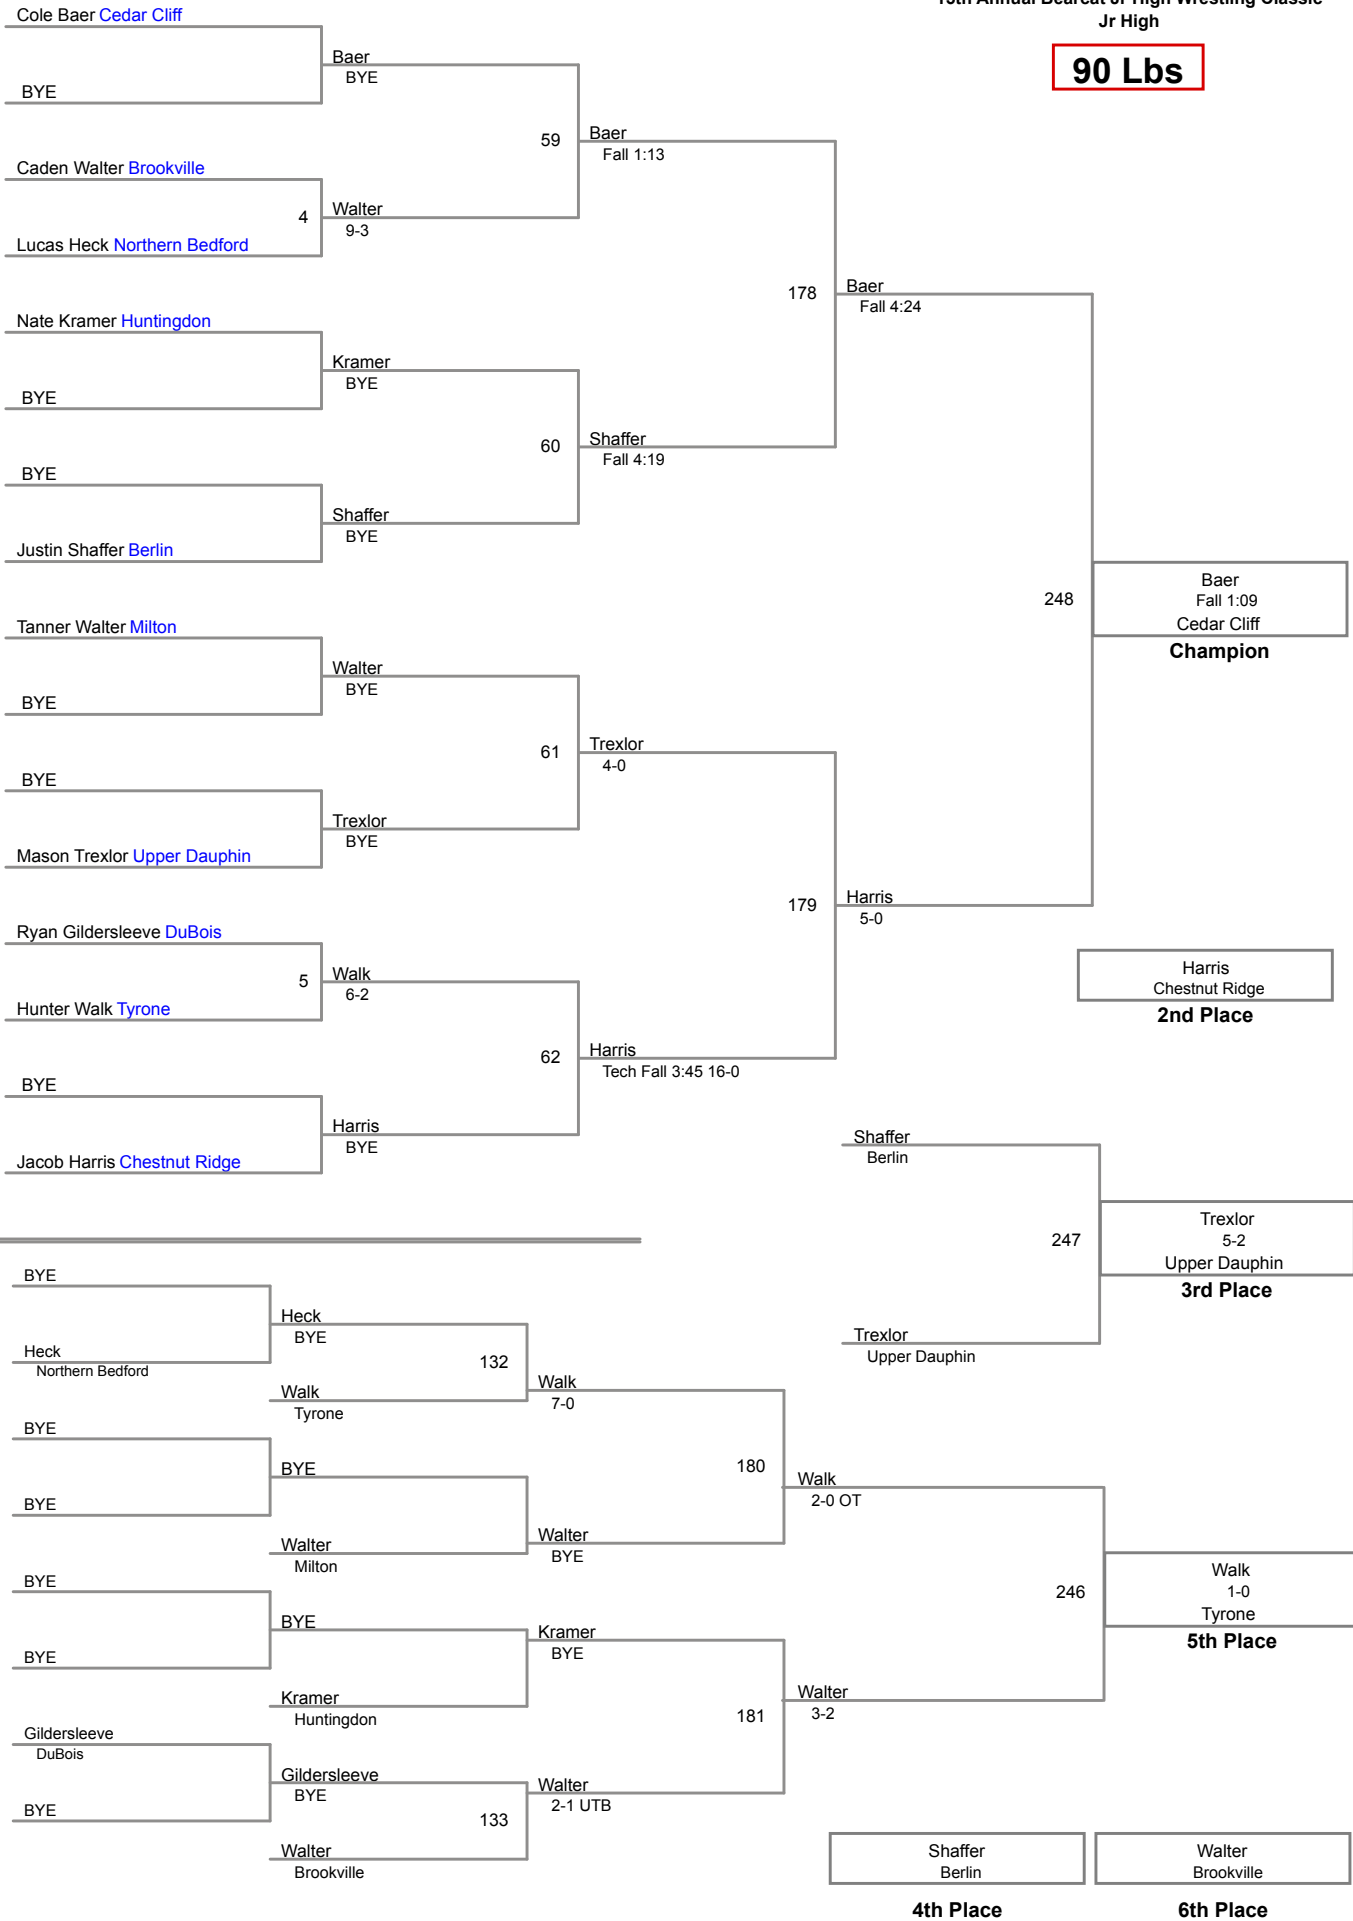 15th Annual Bearcat Jr High Wrestling Classic
Jr High
90 Lbs
Cole Baer Cedar Cliff
Baer
BYE
BYE
59
Baer
Fall 1:13
Caden Walter Brookville
4
Walter
9-3
Lucas Heck Northern Bedford
178
Baer
Fall 4:24
Nate Kramer Huntingdon
Kramer
BYE
BYE
60
Shaffer
Fall 4:19
BYE
Shaffer
BYE
Justin Shaffer Berlin
248
Baer
Fall 1:09
Cedar Cliff
Champion
Tanner Walter Milton
Walter
BYE
BYE
61
Trexlor
4-0
BYE
Trexlor
BYE
Mason Trexlor Upper Dauphin
179
Harris
5-0
Ryan Gildersleeve DuBois
5
Walk
6-2
Hunter Walk Tyrone
Harris
Chestnut Ridge
2nd Place
62
Harris
Tech Fall 3:45 16-0
BYE
Harris
BYE
Jacob Harris Chestnut Ridge
Shaffer
Berlin
247
Trexlor
5-2
Upper Dauphin
3rd Place
Trexlor
Upper Dauphin
BYE
Heck
BYE
Heck
Northern Bedford
132
Walk
7-0
Walk
Tyrone
BYE
BYE
BYE
180
Walk
2-0 OT
Walter
Milton
Walter
BYE
BYE
BYE
BYE
246
Walk
1-0
Tyrone
5th Place
Kramer
BYE
Kramer
Huntingdon
181
Walter
3-2
Gildersleeve
DuBois
Gildersleeve
BYE
BYE
133
Walter
2-1 UTB
Walter
Brookville
Shaffer
Berlin
4th Place
Walter
Brookville
6th Place